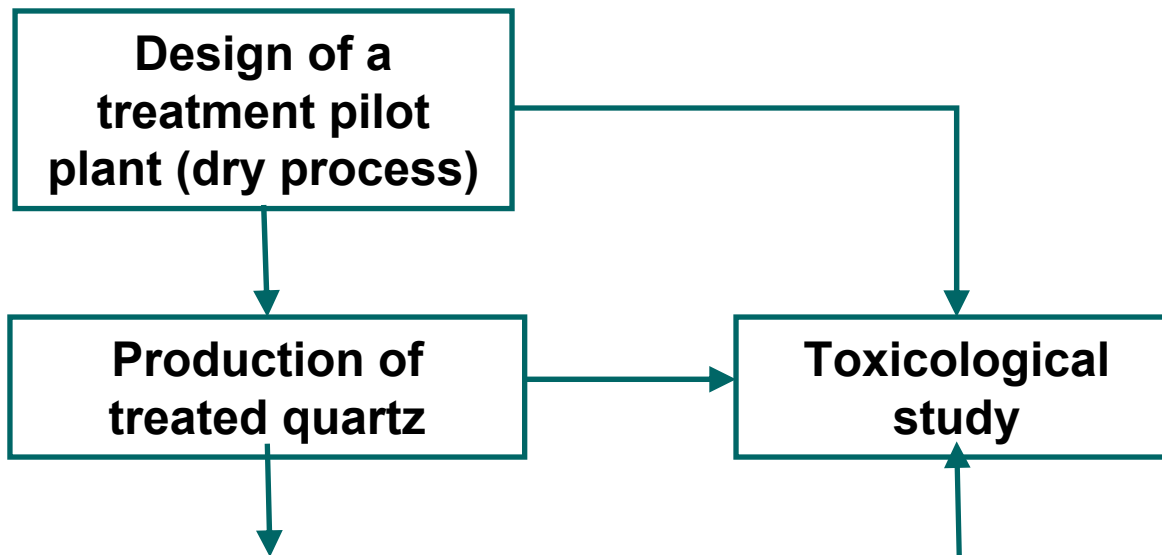 Design of a
treatment pilot
plant (dry process)
Production of
treated quartz
Toxicological
study